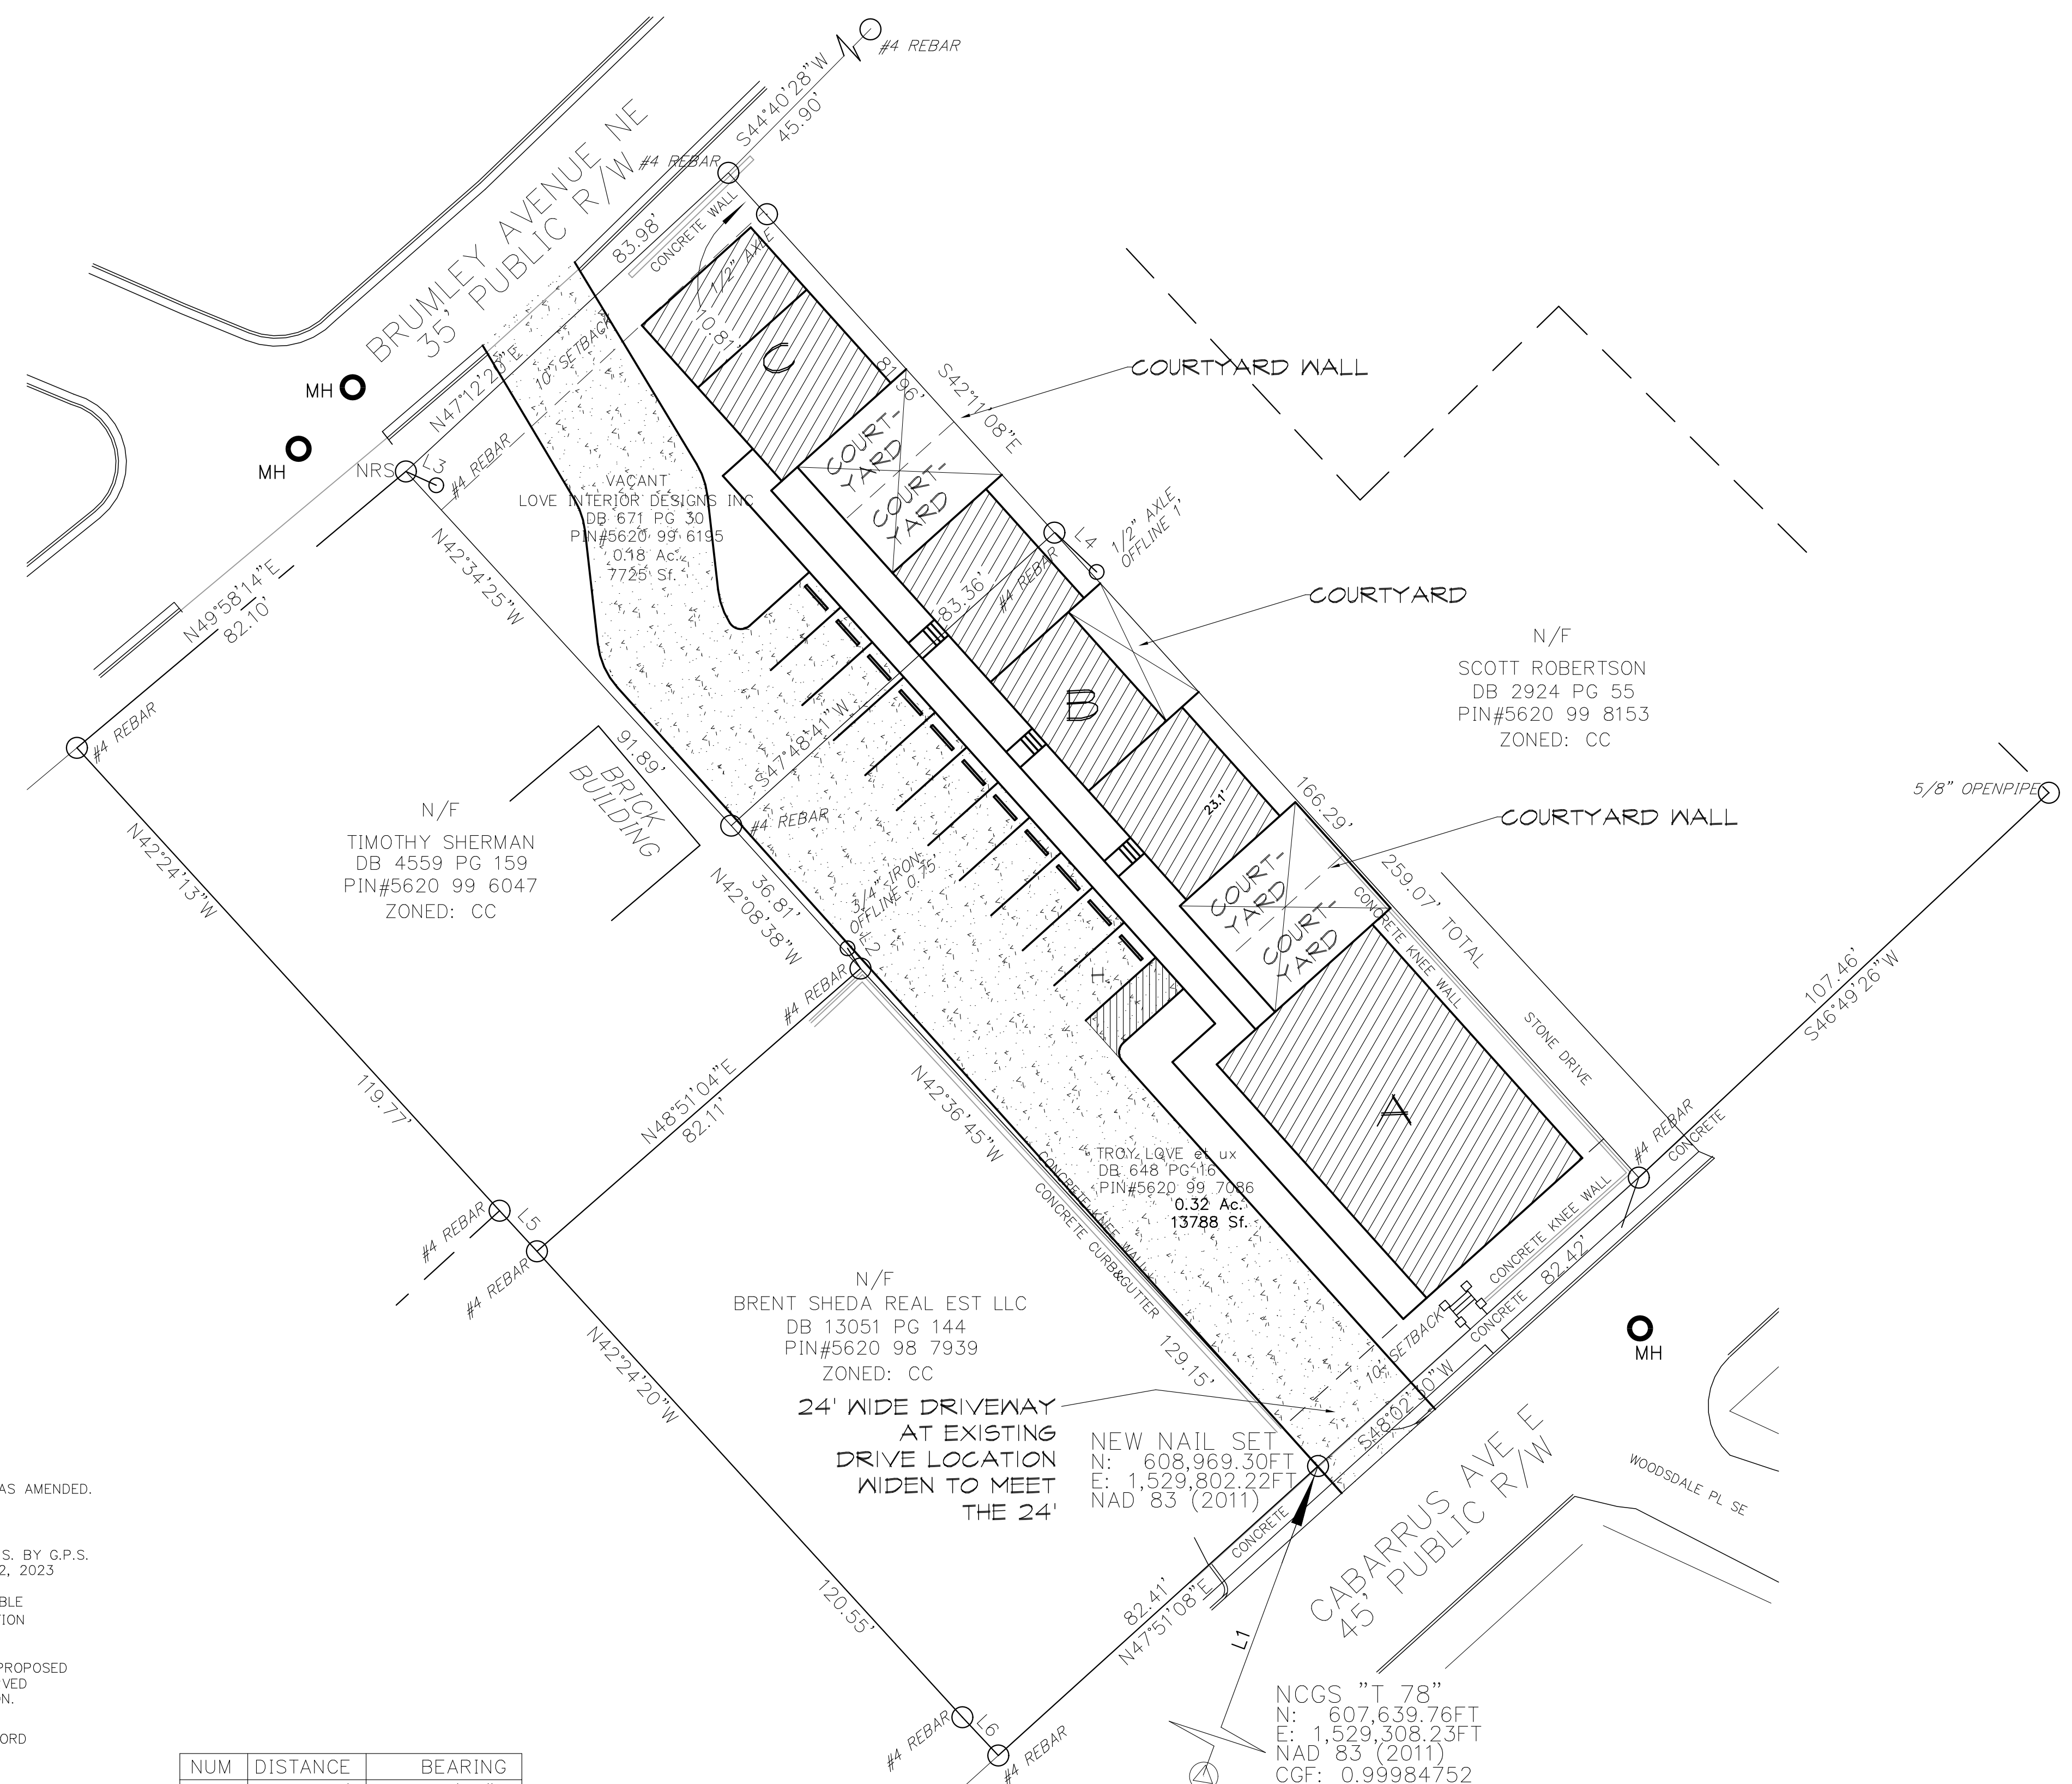 #4 REBAR
S44°40'28"W
45.90'
BRUMLEY AVENUE NE
35' PUBLIC R/W
#4 REBAR
83.98'
CONCRETE WALL
1/2" AXLE
10.81'
N47°12'23"E
10' SETBACK
MH
MH
NRS
L3
#4 REBAR
C
81.96'
S42°11'08"E
COURTYARD WALL
COURT-
YARD
COURT-
YARD
VACANT
LOVE INTERIOR DESIGNS INC
DB 671 PG 30
PIN#5620 99 6195
0.18 Ac.
7725 Sf.
L4
1/2" AXLE
OFFLINE 1'
#4 REBAR
83.36'
S47°48'41"W
N42°34'25"W
91.89'
N49°58'14"E
82.10'
#4 REBAR
COURTYARD
N/F
SCOTT ROBERTSON
DB 2924 PG 55
PIN#5620 99 8153
ZONED: CC
B
23.1'
166.29'
5/8" OPENPIPE
COURTYARD WALL
BRICK
BUILDING
#4 REBAR
N/F
TIMOTHY SHERMAN
DB 4559 PG 159
PIN#5620 99 6047
ZONED: CC
N42°24'13"W
119.77'
36.81'
N42°08'38"W
3/4" IRON
OFFLINE 0.75'
L2
#4 REBAR
COURT-
YARD
COURT-
YARD
259.07' TOTAL
CONCRETE KNEE WALL
STONE DRIVE
107.46'
S46°49'26"W
H
A
N48°51'04"E
82.11'
N42°36'45"W
CONCRETE KNEE WALL
CONCRETE CURB&GUTTER
TROY LOVE et ux
DB 648 PG 16
PIN#5620 99 7086
0.32 Ac.
13788 Sf.
#4 REBAR
CONCRETE
CONCRETE KNEE WALL
82.42'
CONCRETE
10' SETBACK
S48°02'50"W
MH
#4 REBAR
L5
#4 REBAR
N/F
BRENT SHEDA REAL EST LLC
DB 13051 PG 144
PIN#5620 98 7939
ZONED: CC
129.15'
N42°24'20"W
120.55'
24' WIDE DRIVEWAY
AT EXISTING
DRIVE LOCATION
WIDEN TO MEET
THE 24'
NEW NAIL SET
N: 608,969.30FT
E: 1,529,802.22FT
NAD 83 (2011)
CABARRUS AVE E
45' PUBLIC R/W
WOODSDALE PL SE
CONCRETE
82.41'
N47°51'08"E
L1
L6
#4 REBAR
#4 REBAR
NCGS "T 78"
N: 607,639.76FT
E: 1,529,308.23FT
NAD 83 (2011)
CGF: 0.99984752
AS AMENDED.
S. BY G.P.S.
2, 2023
BLE
TION
PROPOSED
VED
ON.
ORD
NUM DISTANCE BEARING